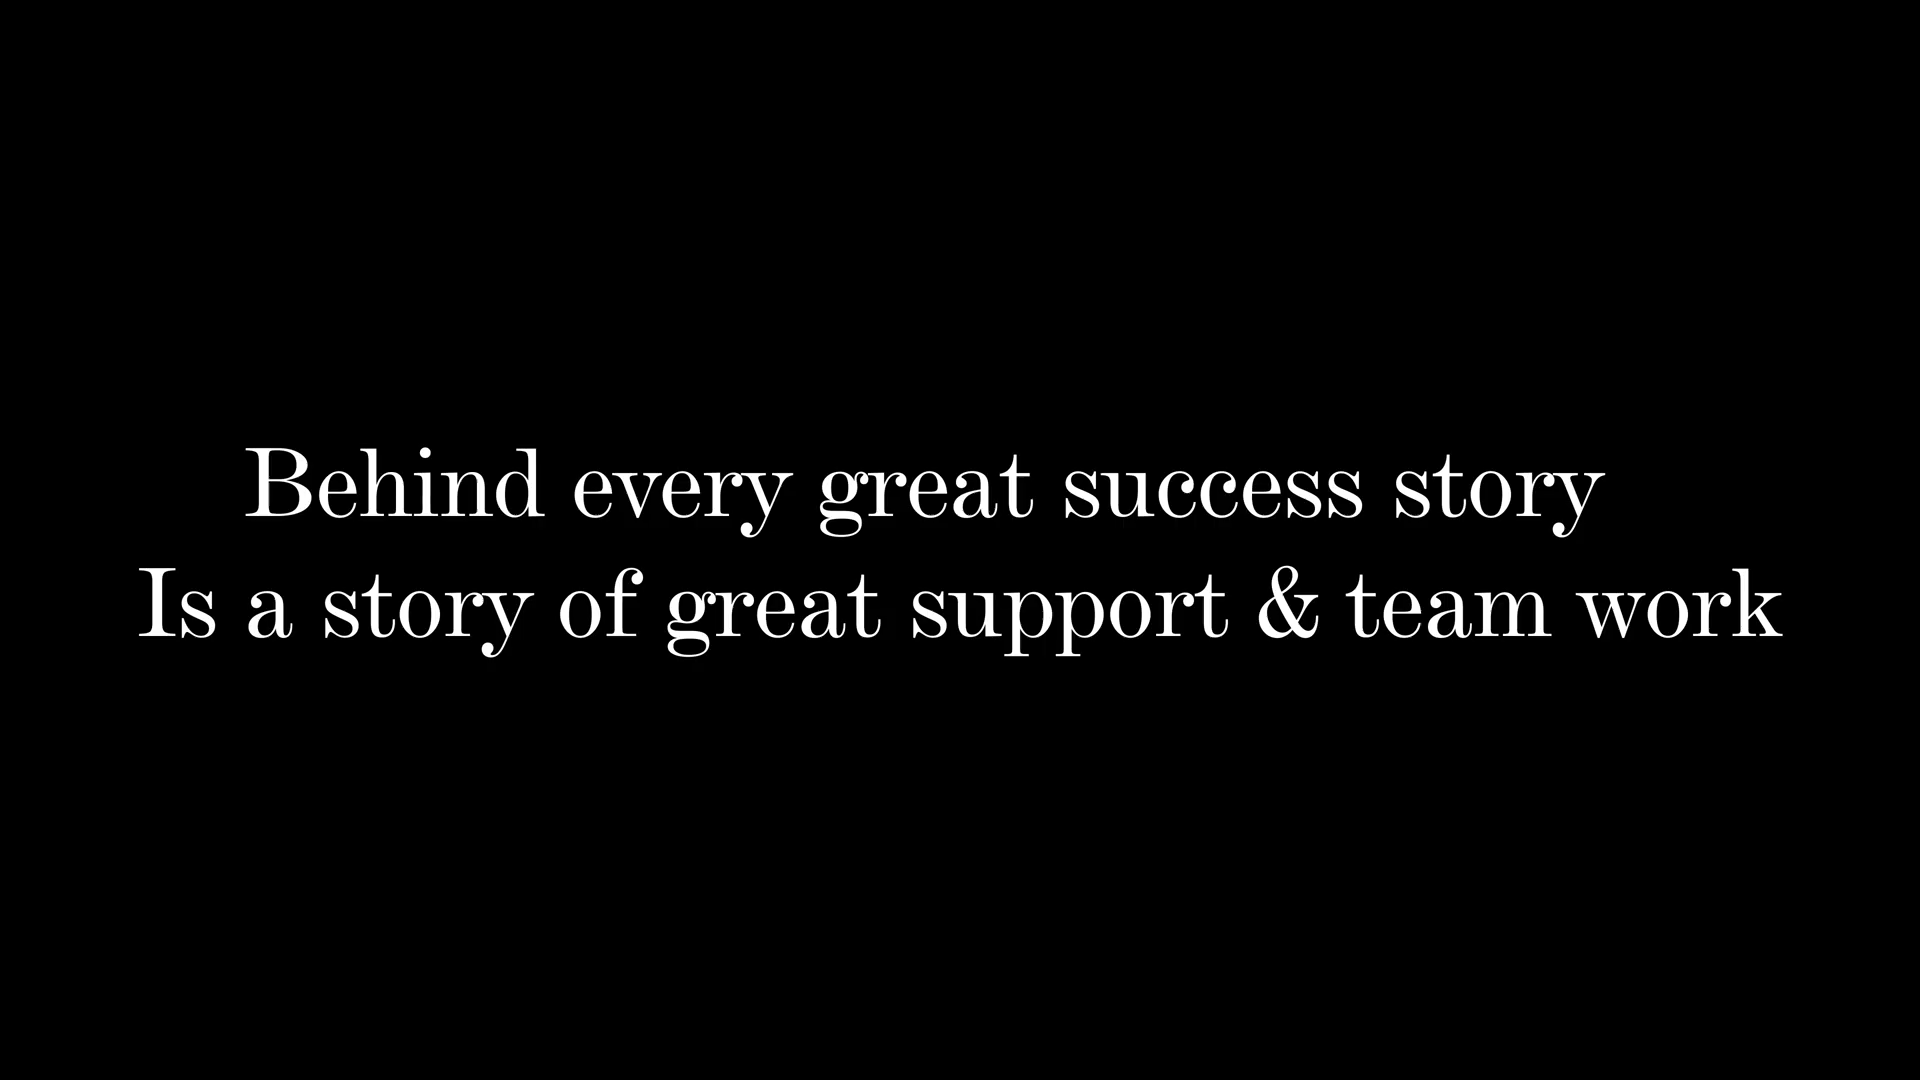 Behind every great success story
Is a story of great support & team work